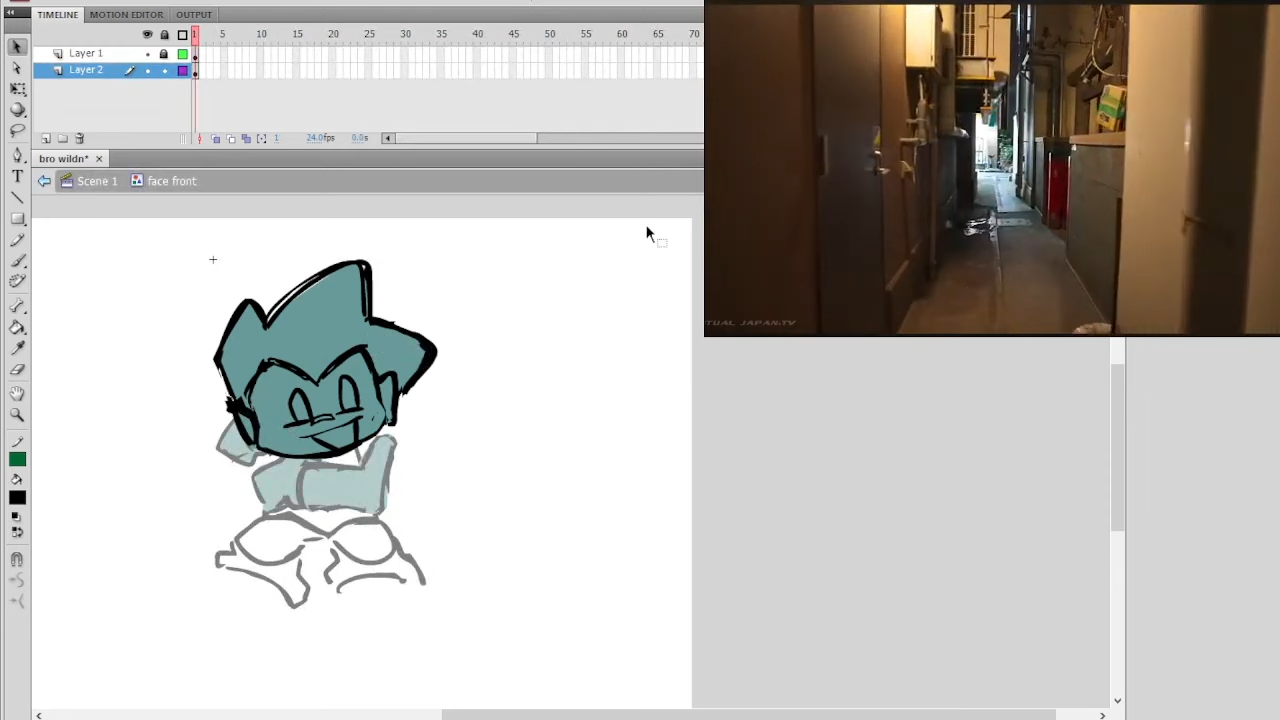 TIMELINE MOTION EDITOR OUTPUT
1 5 10 15 20 25 30 35 40 45 50 55 60 65 70
Layer 1
Layer 2
1 24.0fps 0.0s
bro wildn*
Scene 1 face front
TUAL JAPAN.TV